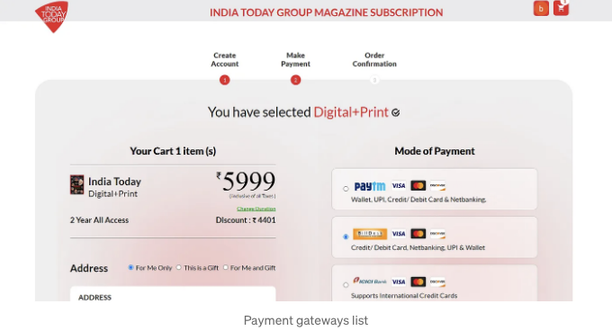 INDIA
TODAY
GROUP
INDIA TODAY GROUP MAGAZINE SUBSCRIPTION
b
Create
Account
Make
Payment
Order
Confirmation
1
2
3
You have selected Digital+Print
Your Cart 1 item (s)
India Today
Digital+Print
₹5999
(Inclusive of all Taxes)
Change Duration
2 Year All Access
Discount : ₹ 4401
Address
For Me Only
This is a Gift
For Me and Gift
ADDRESS
Mode of Payment
paytm VISA
Wallet, UPI, Credit/ Debit Card & Netbanking.
BillDesk VISA
Credit/ Debit Card, Netbanking, UPI & Wallet
ICICI Bank VISA
Supports International Credit Cards
Payment gateways list